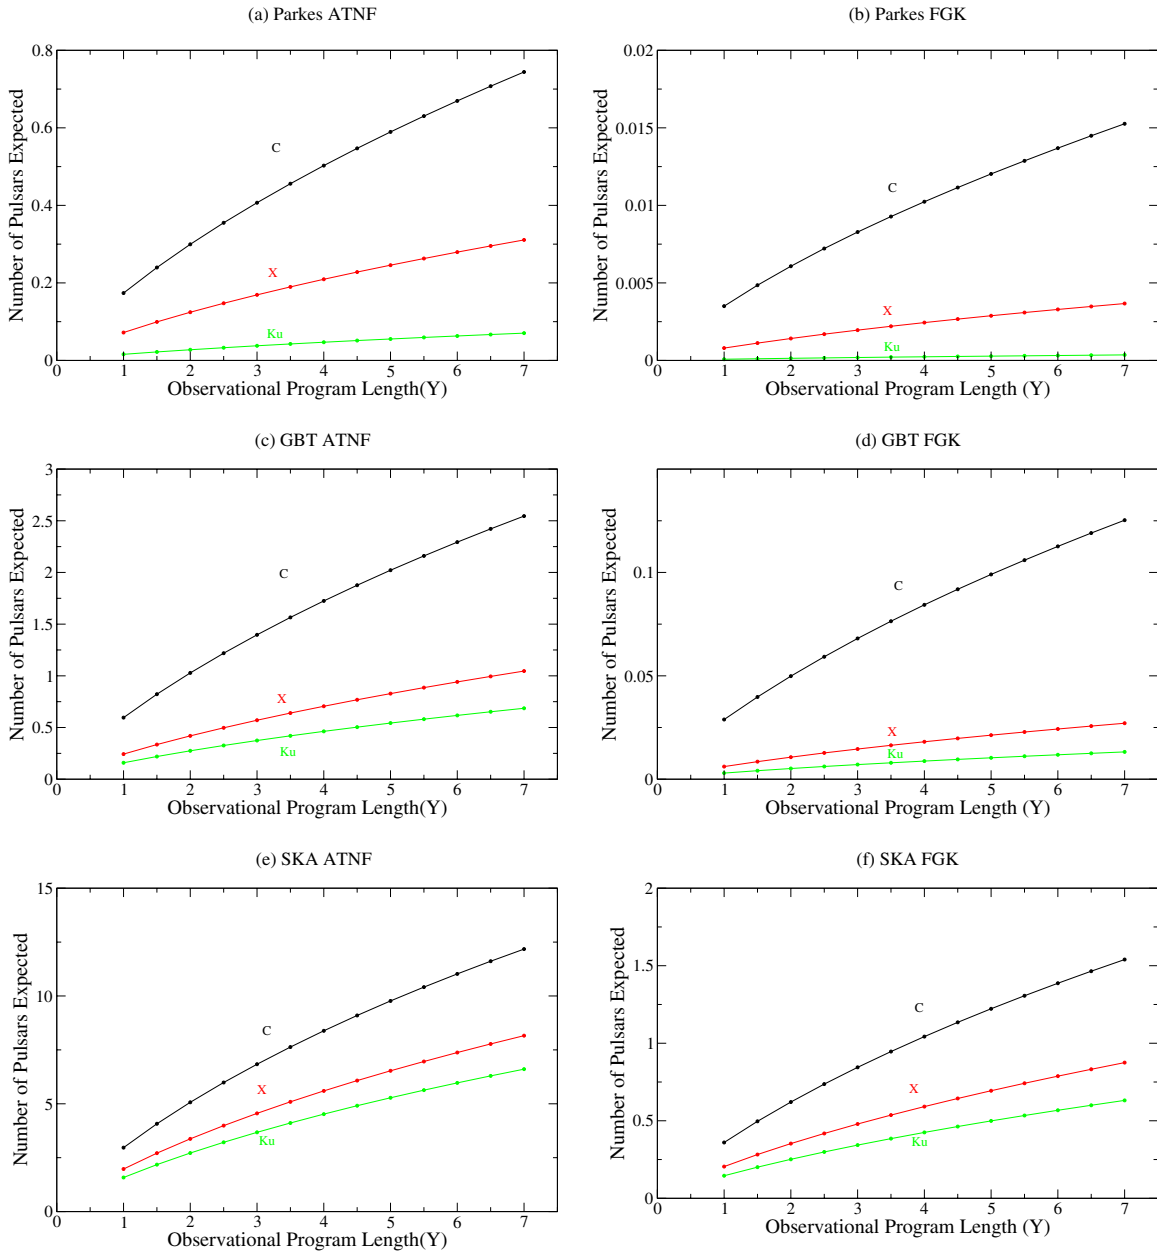 (a) Parkes ATNF
Number of Pulsars Expected
0.8
0.6
0.4
0.2
0
C
X
Ku
0 1 2 3 4 5 6 7
Observational Program Length(Y)
(b) Parkes FGK
Number of Pulsars Expected
0.02
0.015
0.01
0.005
0
C
X
Ku
0 1 2 3 4 5 6 7
Observational Program Length (Y)
(c) GBT ATNF
Number of Pulsars Expected
3
2.5
2
1.5
1
0.5
0
C
X
Ku
0 1 2 3 4 5 6 7
Observational Program Length(Y)
(d) GBT FGK
Number of Pulsars Expected
0.1
0.05
0
C
X
Ku
0 1 2 3 4 5 6 7
Observational Program Length (Y)
(e) SKA ATNF
Number of Pulsars Expected
15
10
5
0
C
X
Ku
0 1 2 3 4 5 6 7
Observational Program Length(Y)
(f) SKA FGK
Number of Pulsars Expected
2
1.5
1
0.5
0
C
X
Ku
0 1 2 3 4 5 6 7
Observational Program Length (Y)